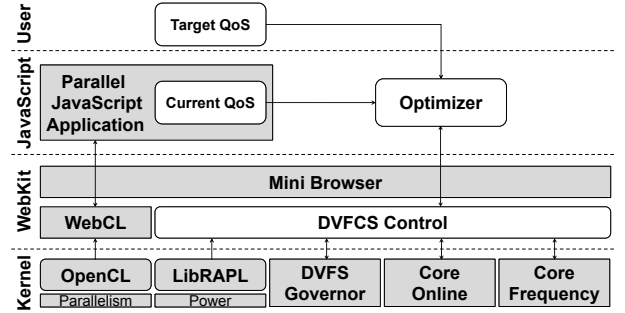 User
Target QoS
JavaScript
Parallel
JavaScript
Application
Current QoS
Optimizer
WebKit
Mini Browser
WebCL
DVFCS Control
Kernel
OpenCL
Parallelism
LibRAPL
Power
DVFS
Governor
Core
Online
Core
Frequency